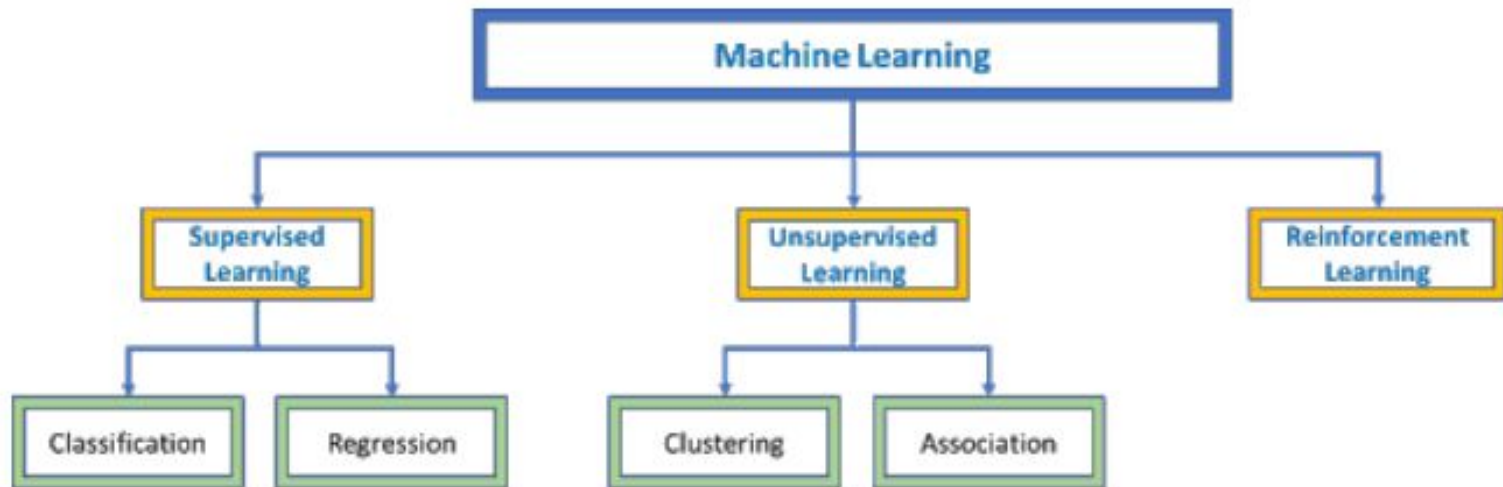 Machine Learning
Supervised
Learning
Unsupervised
Learning
Reinforcement
Learning
Classification
Regression
Clustering
Association